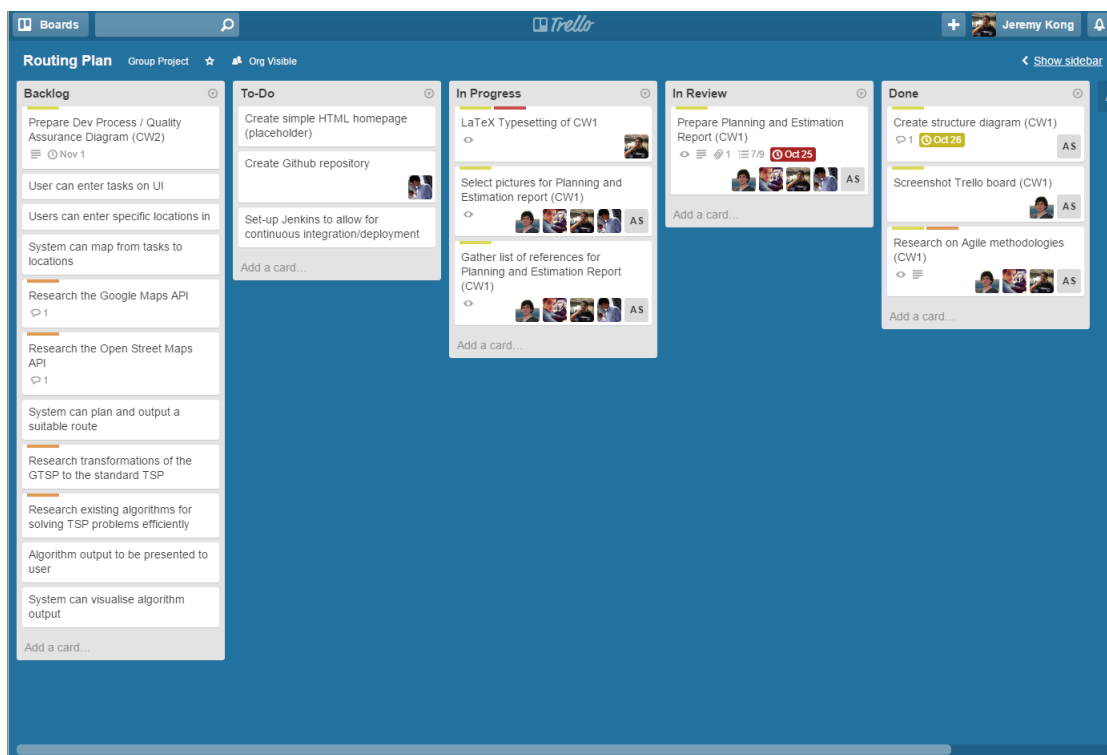 Boards
Trello
Jeremy Kong
Routing Plan Group Project Org Visible
Show sidebar
Backlog
Prepare Dev Process / Quality
Assurance Diagram (CW2)
Nov 1
User can enter tasks on UI
Users can enter specific locations in
System can map from tasks to
locations
Research the Google Maps API
1
Research the Open Street Maps
API
1
System can plan and output a
suitable route
Research transformations of the
GTSP to the standard TSP
Research existing algorithms for
solving TSP problems efficiently
Algorithm output to be presented to
user
System can visualise algorithm
output
Add a card...
To-Do
Create simple HTML homepage
(placeholder)
Create Github repository
Set-up Jenkins to allow for
continuous integration/deployment
Add a card...
In Progress
LaTeX Typesetting of CW1
Select pictures for Planning and
Estimation report (CW1)
AS
Gather list of references for
Planning and Estimation Report
(CW1)
AS
Add a card...
In Review
Prepare Planning and Estimation
Report (CW1)
1 7/9 Oct 25
AS
Add a card...
Done
Create structure diagram (CW1)
1 Oct 26
AS
Screenshot Trello board (CW1)
AS
Research on Agile methodologies
(CW1)
AS
Add a card...